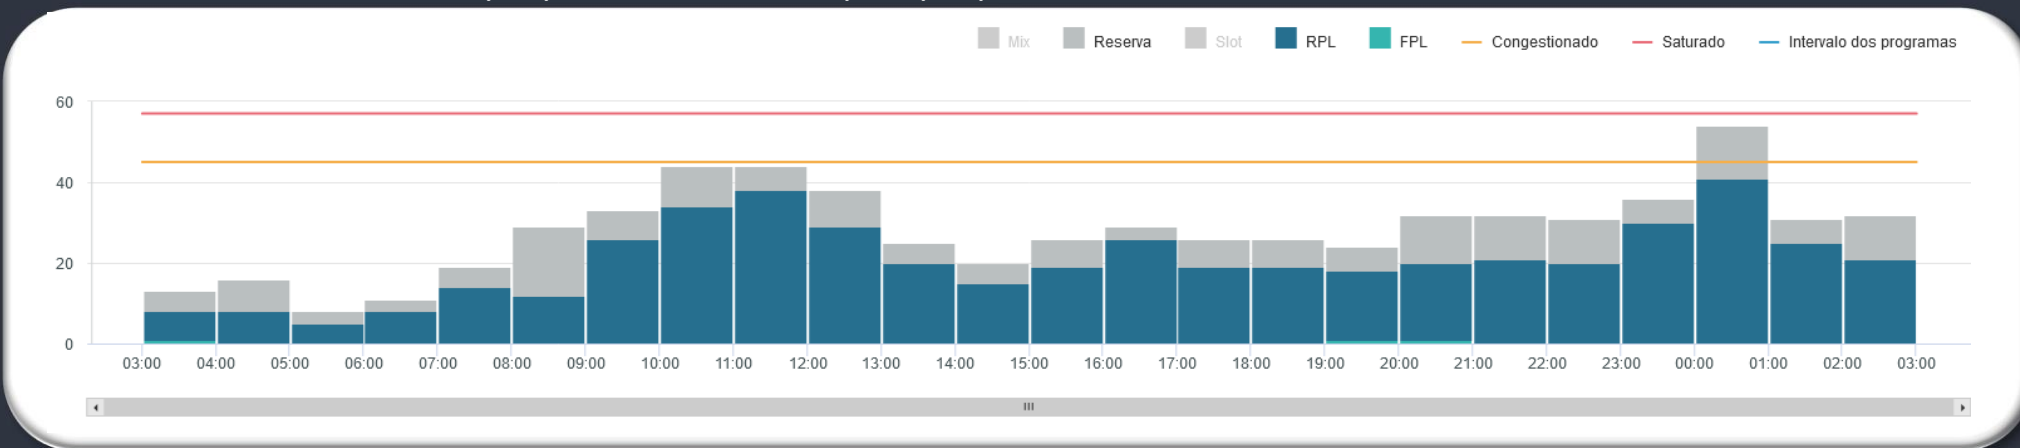 Mix Reserva Slot RPL FPL Congestionado Saturado Intervalo dos programas
60
40
20
0
03:00 04:00 05:00 06:00 07:00 08:00 09:00 10:00 11:00 12:00 13:00 14:00 15:00 16:00 17:00 18:00 19:00 20:00 21:00 22:00 23:00 00:00 01:00 02:00 03:00